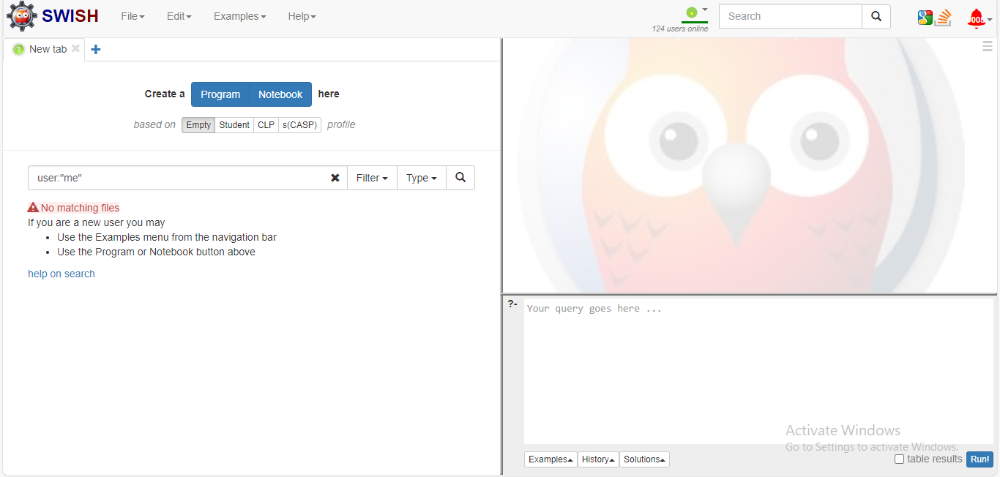 SWISH File Edit Examples Help 124 users online Search
New tab
Create a Program Notebook here
based on Empty Student CLP s(CASP) profile
user:"me" Filter Type
No matching files
If you are a new user you may
• Use the Examples menu from the navigation bar
• Use the Program or Notebook button above
help on search
?- Your query goes here ...
Activate Windows
Go to Settings to activate Windows.
Examples History Solutions table results Run!